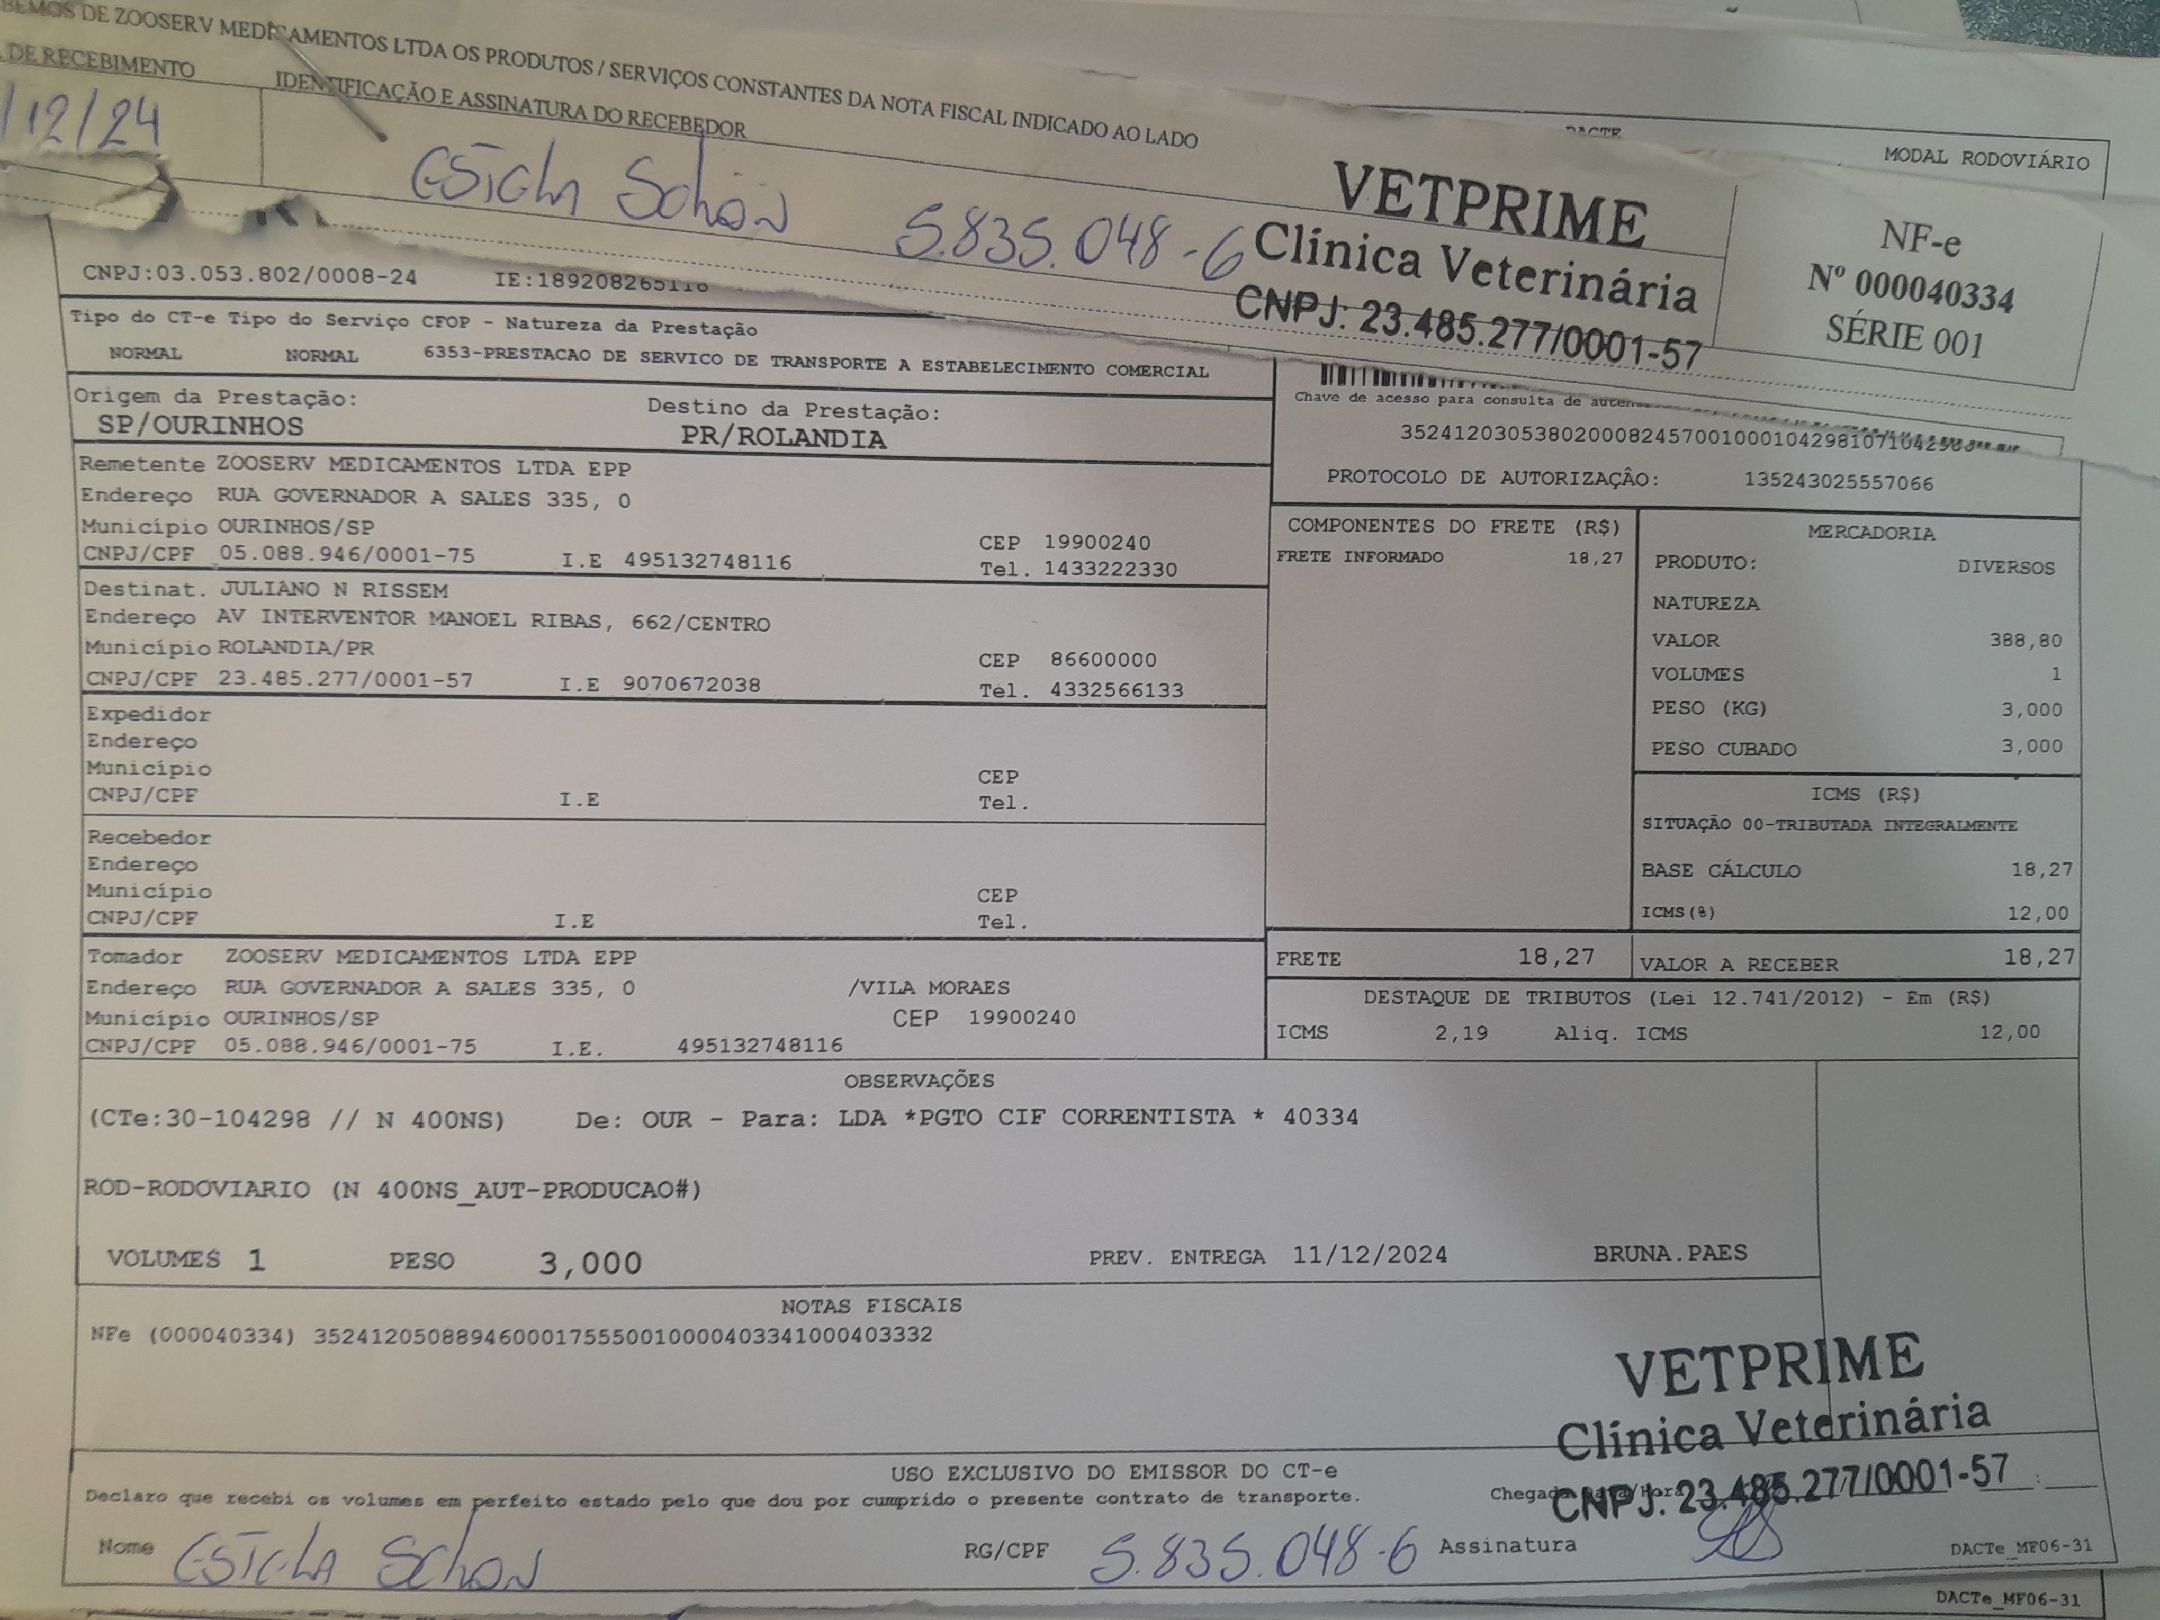 BEMOS DE ZOOSERV MEDICAMENTOS LTDA OS PRODUTOS / SERVIÇOS CONSTANTES DA NOTA FISCAL INDICADO AO LADO
DE RECEBIMENTO
IDENTIFICAÇÃO E ASSINATURA DO RECEBEDOR
/12/24
Schön 5.835.048-6
VETPRIME
Clínica Veterinária
CNPJ: 23.485.277/0001-57
NF-e
Nº 000040334
SÉRIE 001
DACTE
MODAL RODOVIÁRIO
CNPJ:03.053.802/0008-24 IE:189208265118
Tipo do CT-e Tipo do Serviço CFOP - Natureza da Prestação
NORMAL NORMAL 6353-PRESTACAO DE SERVICO DE TRANSPORTE A ESTABELECIMENTO COMERCIAL
Origem da Prestação: Destino da Prestação:
SP/OURINHOS PR/ROLANDIA
Chave de acesso para consulta de
PROTOCOLO DE AUTORIZAÇÃO: 135243025557066
Remetente ZOOSERV MEDICAMENTOS LTDA EPP
Endereço RUA GOVERNADOR A SALES 335, 0
Município OURINHOS/SP CEP 19900240
CNPJ/CPF 05.088.946/0001-75 I.E 495132748116 Tel. 1433222330
Destinat. JULIANO N RISSEM
Endereço AV INTERVENTOR MANOEL RIBAS, 662/CENTRO
Município ROLANDIA/PR CEP 86600000
CNPJ/CPF 23.485.277/0001-57 I.E 9070672038 Tel. 4332566133
Expedidor
Endereço
Município CEP
CNPJ/CPF I.E Tel.
Recebedor
Endereço
Município CEP
CNPJ/CPF I.E Tel.
Tomador ZOOSERV MEDICAMENTOS LTDA EPP
Endereço RUA GOVERNADOR A SALES 335, 0 /VILA MORAES
Município OURINHOS/SP CEP 19900240
CNPJ/CPF 05.088.946/0001-75 I.E. 495132748116
COMPONENTES DO FRETE (R$)
FRETE INFORMADO 18,27
MERCADORIA
PRODUTO: DIVERSOS
NATUREZA
VALOR 388,80
VOLUMES 1
PESO (KG) 3,000
PESO CUBADO 3,000
ICMS (R$)
SITUAÇÃO 00-TRIBUTADA INTEGRALMENTE
BASE CÁLCULO 18,27
ICMS(%) 12,00
FRETE 18,27 VALOR A RECEBER 18,27
DESTAQUE DE TRIBUTOS (Lei 12.741/2012) - Em (R$)
ICMS 2,19 Aliq. ICMS 12,00
OBSERVAÇÕES
(CTe:30-104298 // N 400NS) De: OUR - Para: LDA *PGTO CIF CORRENTISTA * 40334
ROD-RODOVIARIO (N 400NS_AUT-PRODUCAO#)
VOLUMES 1 PESO 3,000 PREV. ENTREGA 11/12/2024 BRUNA.PAES
NOTAS FISCAIS
NFe (000040334) 35241205088946000175550010000403341000403332
VETPRIME
Clínica Veterinária
CNPJ: 23.485.277/0001-57
USO EXCLUSIVO DO EMISSOR DO CT-e
Declaro que recebi os volumes em perfeito estado pelo que dou por cumprido o presente contrato de transporte.
Nome Schön RG/CPF 5.835.048-6 Assinatura
DACTe_MF06-31
DACTe_MF06-31